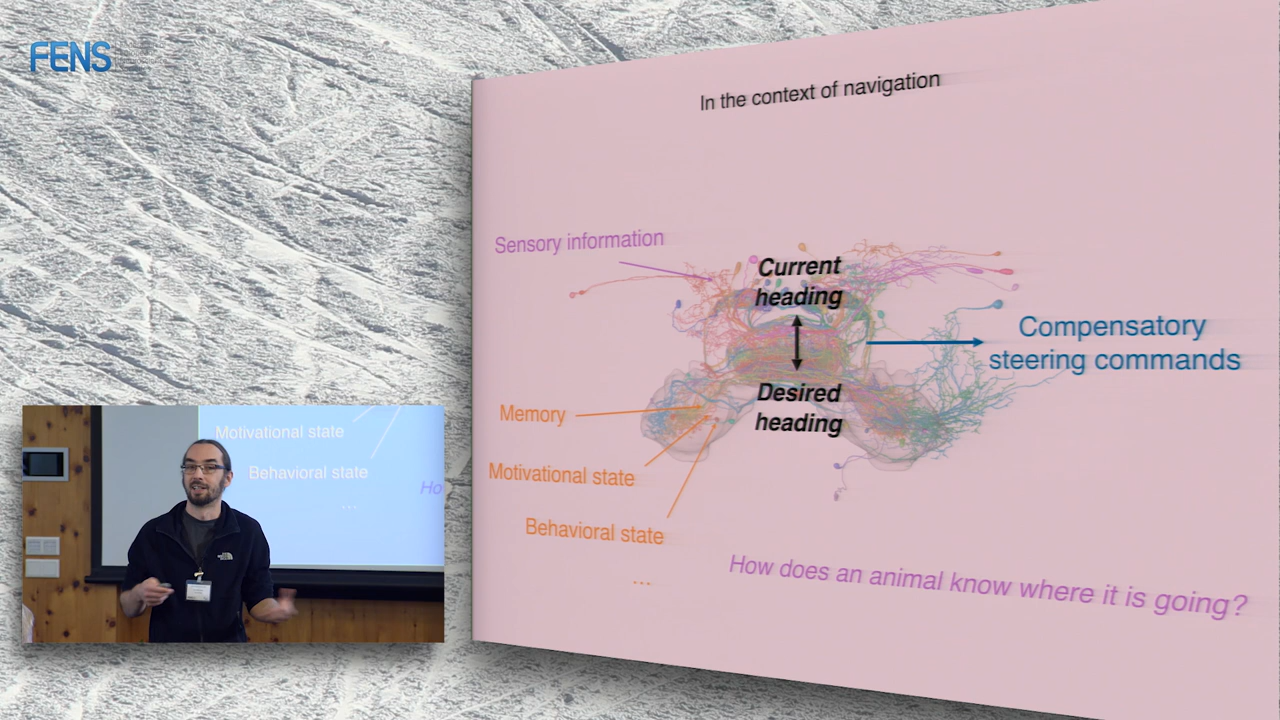 FENS
In the context of navigation
Sensory information
Current
heading
Compensatory
steering commands
Desired
heading
Memory
Motivational state
Behavioral state
...
How does an animal know where it is going?
Motivational state
Behavioral state
Ho
...